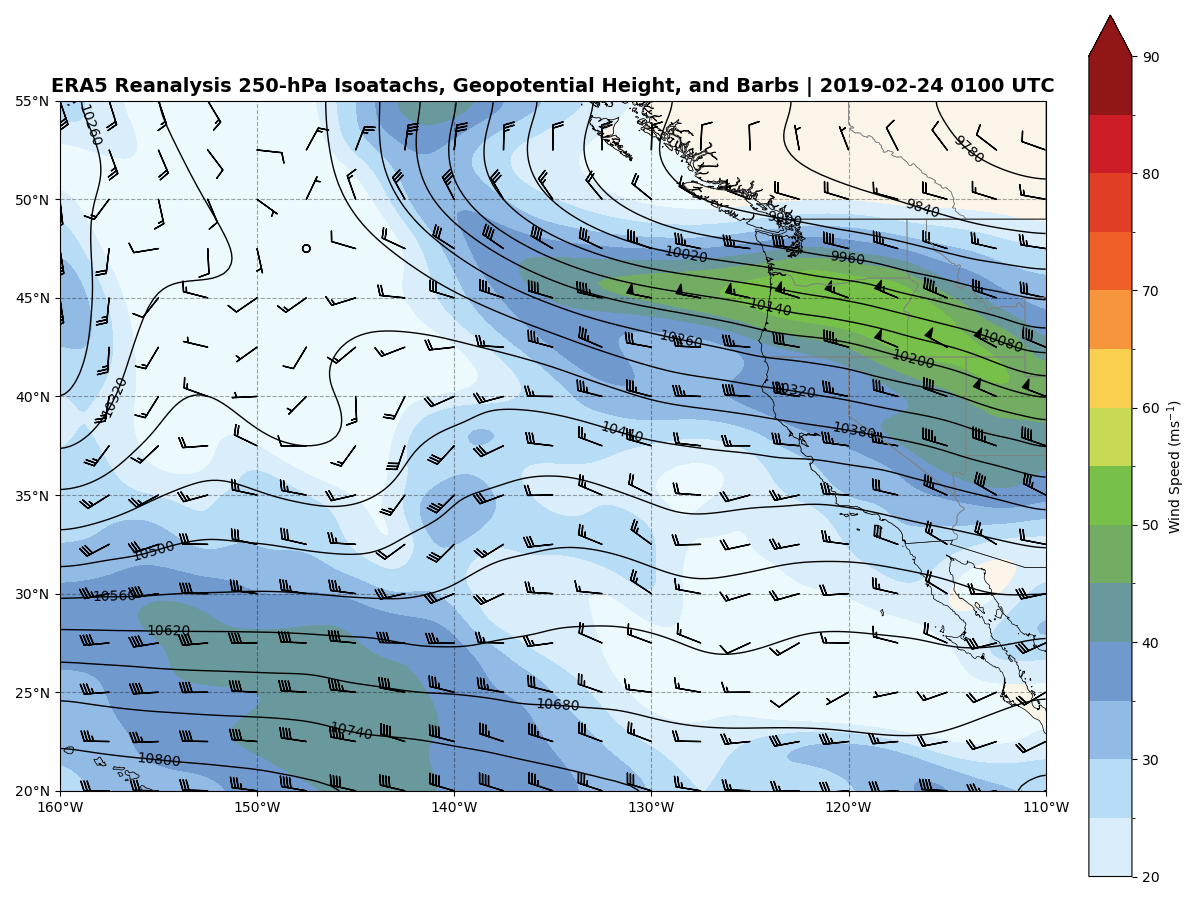 ERA5 Reanalysis 250-hPa Isoatachs, Geopotential Height, and Barbs | 2019-02-24 0100 UTC
55°N
50°N
45°N
40°N
35°N
30°N
25°N
20°N
160°W
150°W
140°W
130°W
120°W
110°W
10260
9780
9840
9900
10020
9960
10140
10260
10080
10200
10320
10320
10380
10440
10500
10560
10620
10680
10740
10800
90
80
70
60
50
40
30
20
Wind Speed (ms⁻¹)